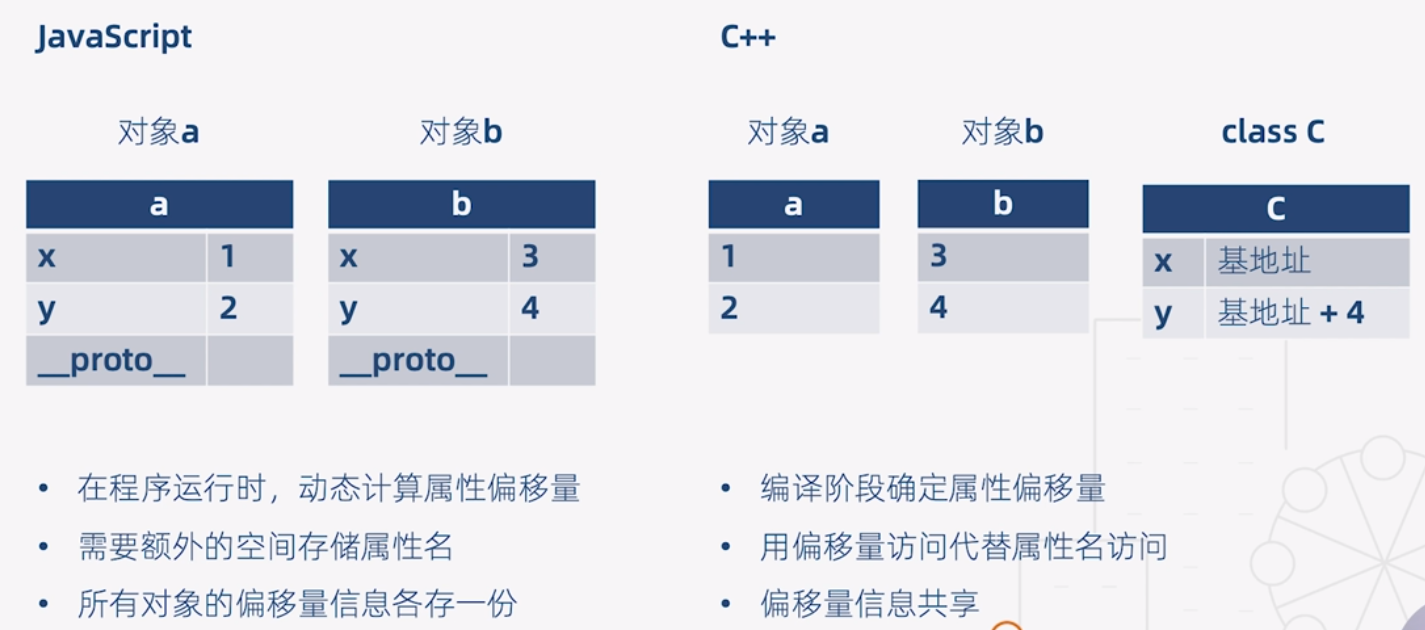 JavaScript
对象a
对象b
a
x 1
y 2
__proto__
b
x 3
y 4
__proto__
• 在程序运行时，动态计算属性偏移量
• 需要额外的空间存储属性名
• 所有对象的偏移量信息各存一份
C++
对象a
对象b
class C
a
1
2
b
3
4
C
x 基地址
y 基地址 + 4
• 编译阶段确定属性偏移量
• 用偏移量访问代替属性名访问
• 偏移量信息共享